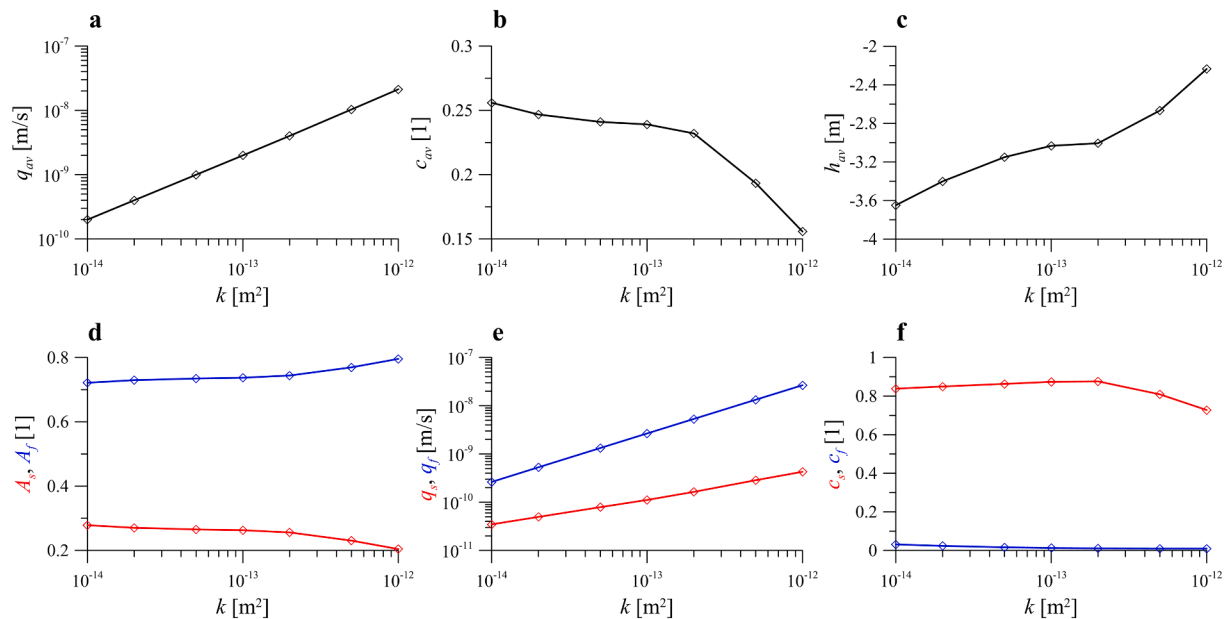 a
10⁻⁷
10⁻⁸
10⁻⁹
10⁻¹⁰
q_av [m/s]
10⁻¹⁴ 10⁻¹³ 10⁻¹²
k [m²]
b
0.3
0.25
0.2
0.15
c_av [1]
10⁻¹⁴ 10⁻¹³ 10⁻¹²
k [m²]
c
-2
-2.4
-2.8
-3.2
-3.6
-4
h_av [m]
10⁻¹⁴ 10⁻¹³ 10⁻¹²
k [m²]
d
0.8
0.6
0.4
0.2
A_s, A_f [1]
10⁻¹⁴ 10⁻¹³ 10⁻¹²
k [m²]
e
10⁻⁷
10⁻⁸
10⁻⁹
10⁻¹⁰
10⁻¹¹
q_s, q_f [m/s]
10⁻¹⁴ 10⁻¹³ 10⁻¹²
k [m²]
f
1
0.8
0.6
0.4
0.2
0
c_s, c_f [1]
10⁻¹⁴ 10⁻¹³ 10⁻¹²
k [m²]